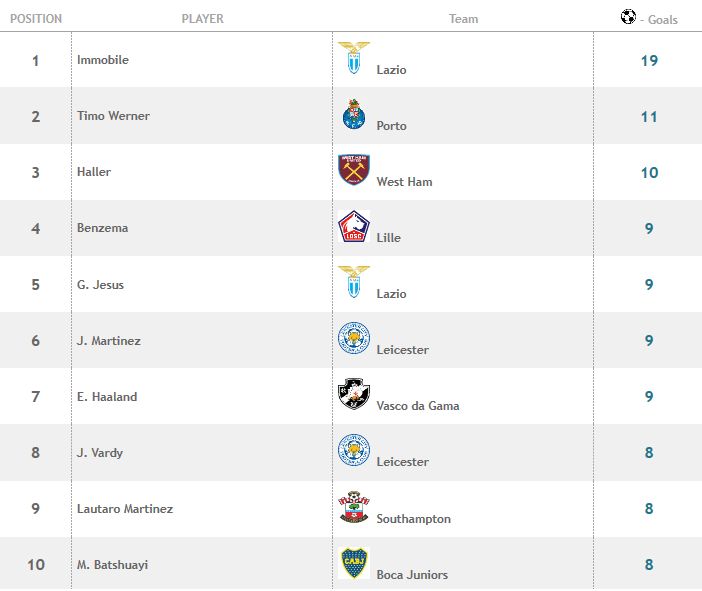 POSITION PLAYER Team - Goals
1 Immobile Lazio 19
2 Timo Werner Porto 11
3 Haller West Ham 10
4 Benzema Lille 9
5 G. Jesus Lazio 9
6 J. Martinez Leicester 9
7 E. Haaland Vasco da Gama 9
8 J. Vardy Leicester 8
9 Lautaro Martinez Southampton 8
10 M. Batshuayi Boca Juniors 8